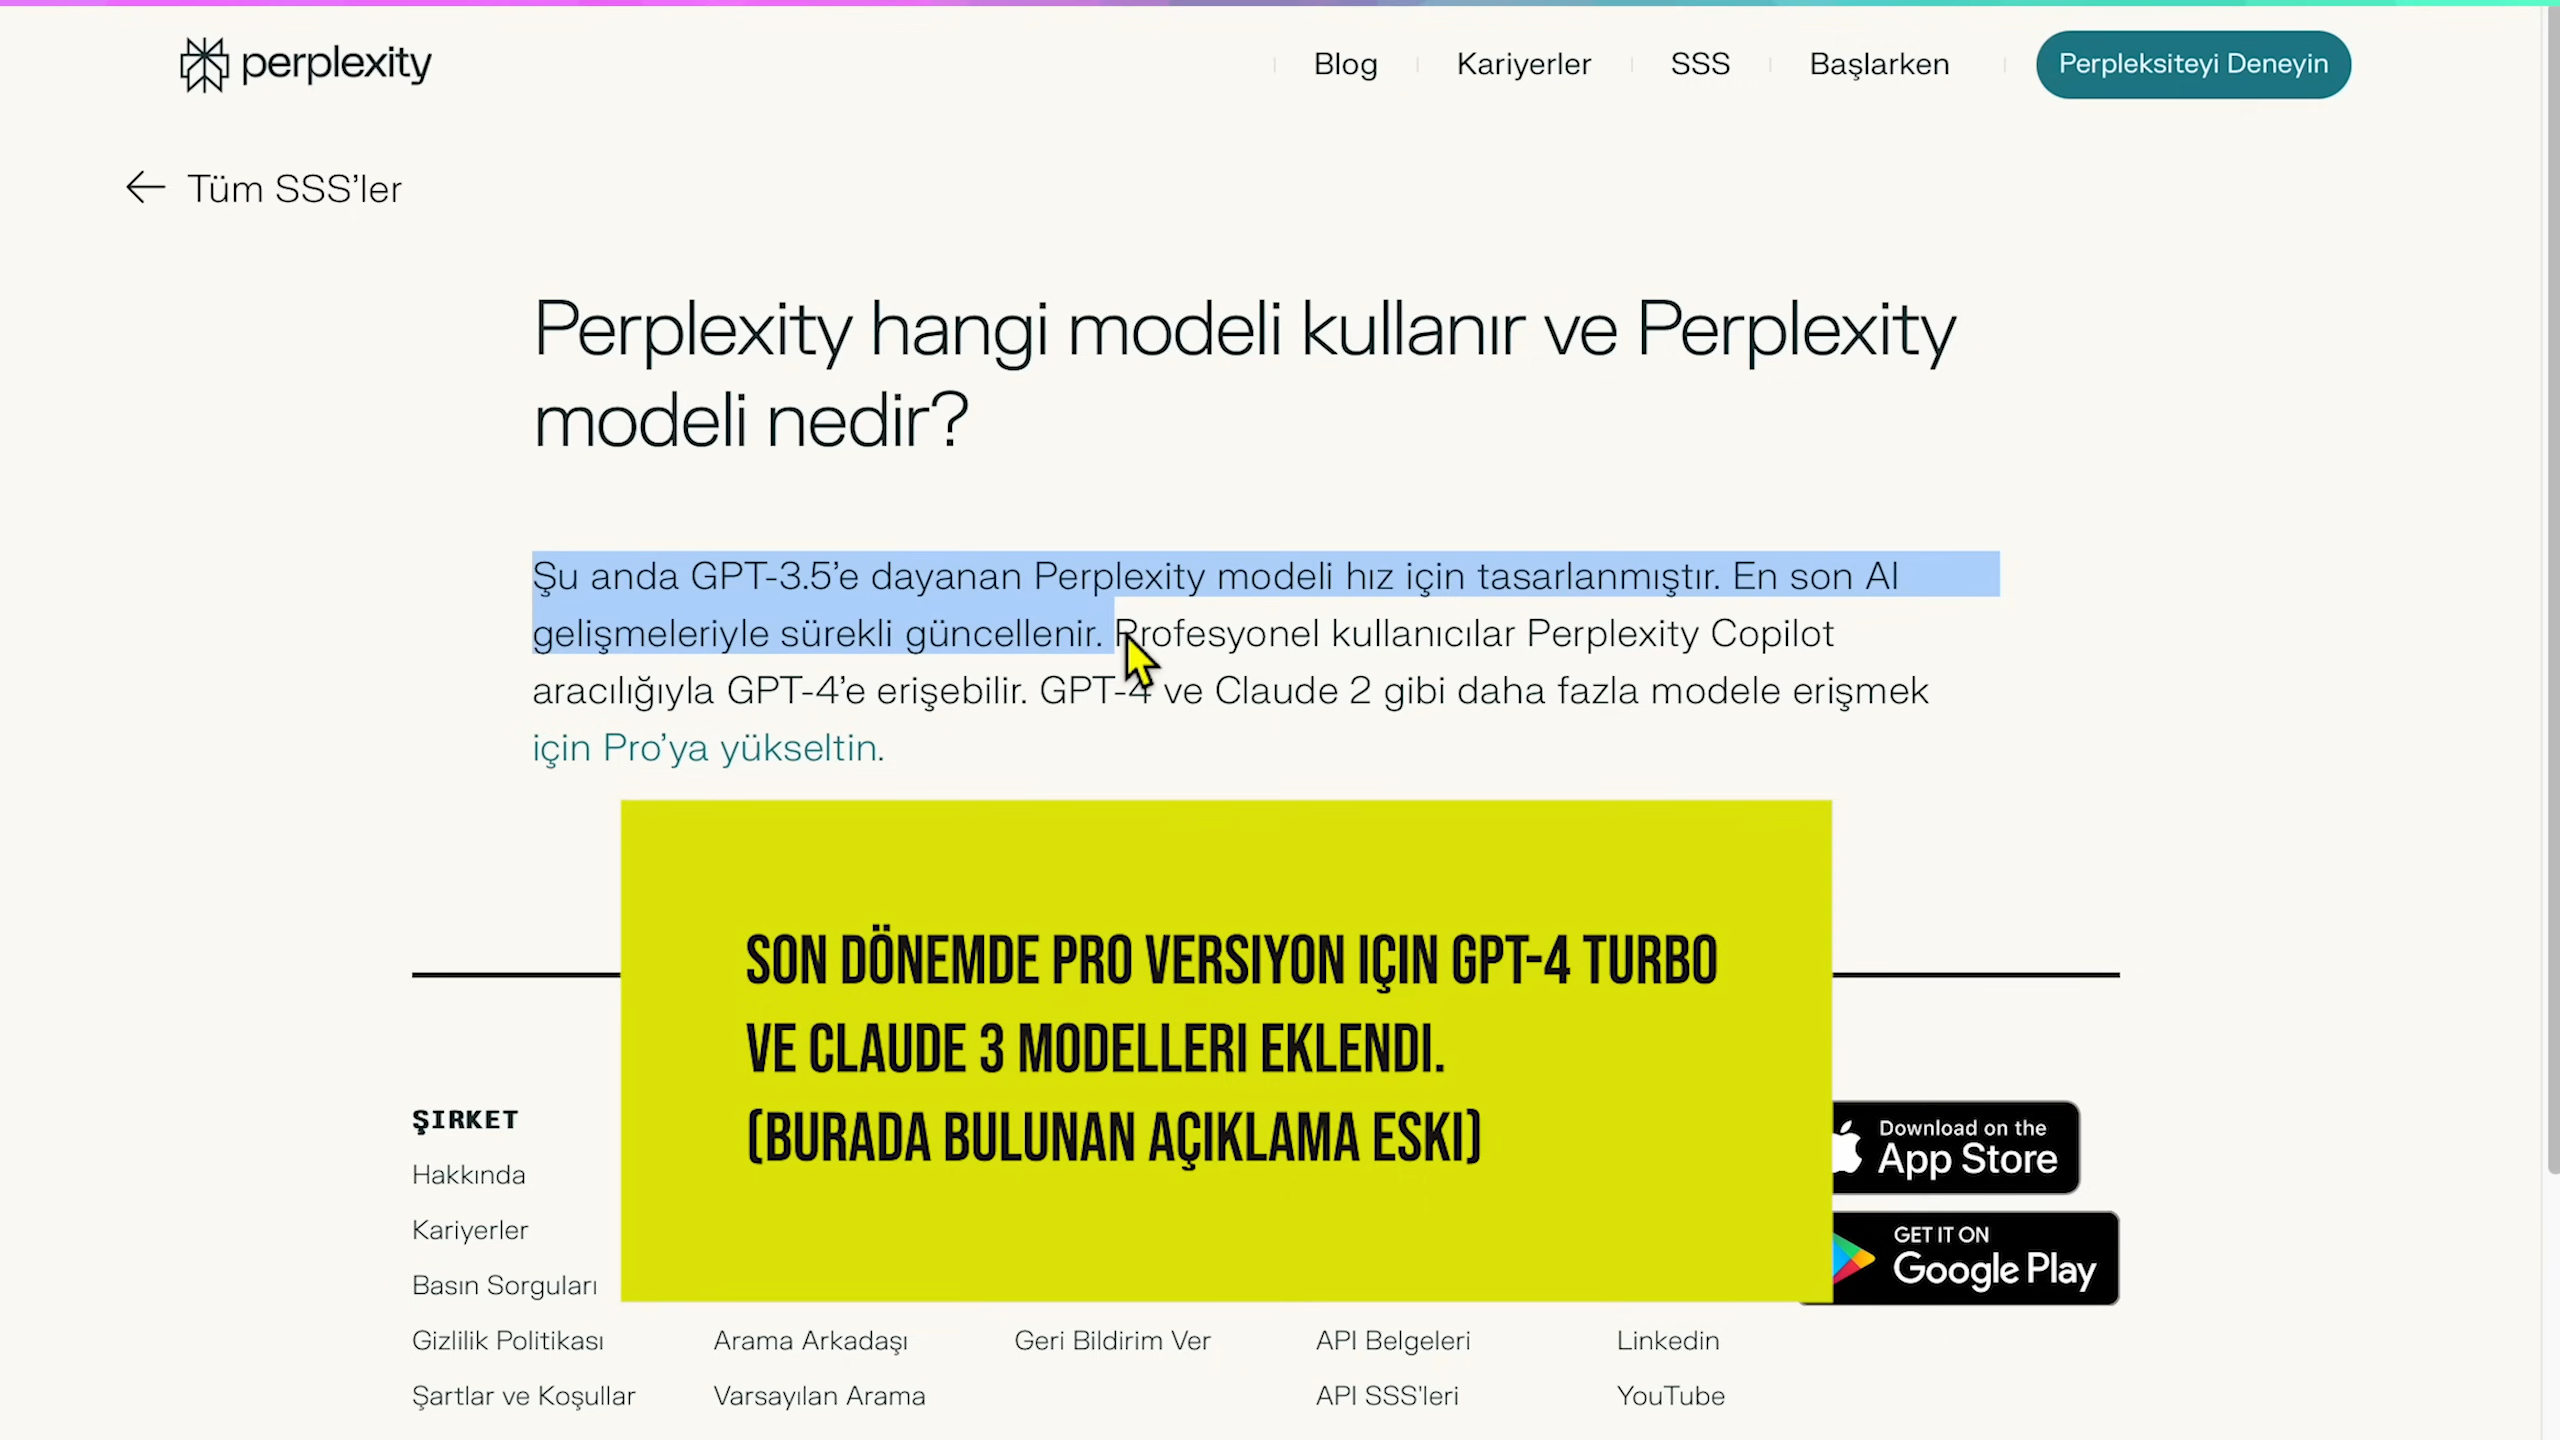 perplexity
Blog
Kariyerler
SSS
Başlarken
Perpleksiteyi Deneyin
Tüm SSS'ler
Perplexity hangi modeli kullanır ve Perplexity
modeli nedir?
Şu anda GPT-3.5'e dayanan Perplexity modeli hız için tasarlanmıştır. En son AI
gelişmeleriyle sürekli güncellenir. Profesyonel kullanıcılar Perplexity Copilot
aracılığıyla GPT-4'e erişebilir. GPT-4 ve Claude 2 gibi daha fazla modele erişmek
için Pro'ya yükseltin.
SON DÖNEMDE PRO VERSIYON IÇIN GPT-4 TURBO
VE CLAUDE 3 MODELLERI EKLENDI.
(BURADA BULUNAN AÇIKLAMA ESKI)
ŞIRKET
Hakkında
Kariyerler
Basın Sorguları
Gizlilik Politikası
Şartlar ve Koşullar
Arama Arkadaşı
Varsayılan Arama
Geri Bildirim Ver
API Belgeleri
API SSS'leri
Linkedin
YouTube
Download on the
App Store
GET IT ON
Google Play